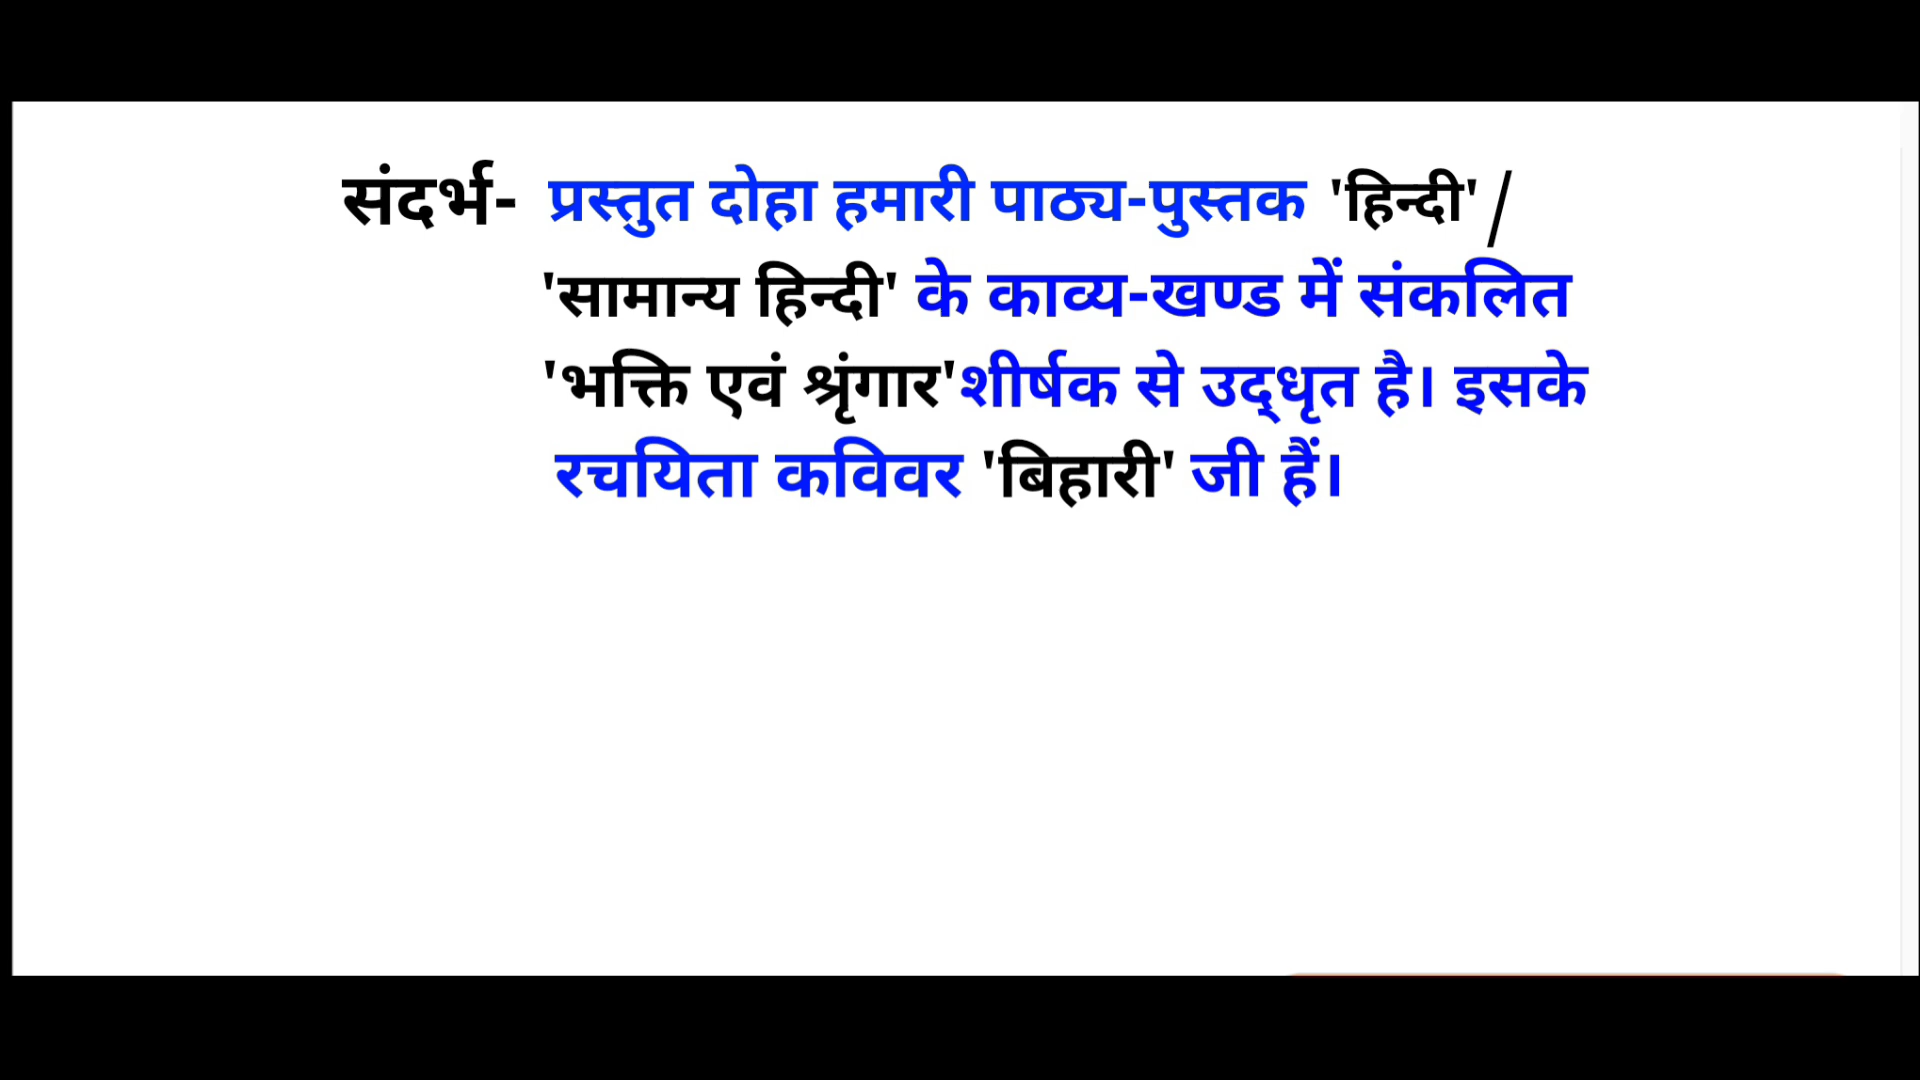 संदर्भ- प्रस्तुत दोहा हमारी पाठ्य-पुस्तक 'हिन्दी'/
'सामान्य हिन्दी' के काव्य-खण्ड में संकलित
'भक्ति एवं श्रृंगार'शीर्षक से उद्धृत है। इसके
रचयिता कविवर 'बिहारी' जी हैं।